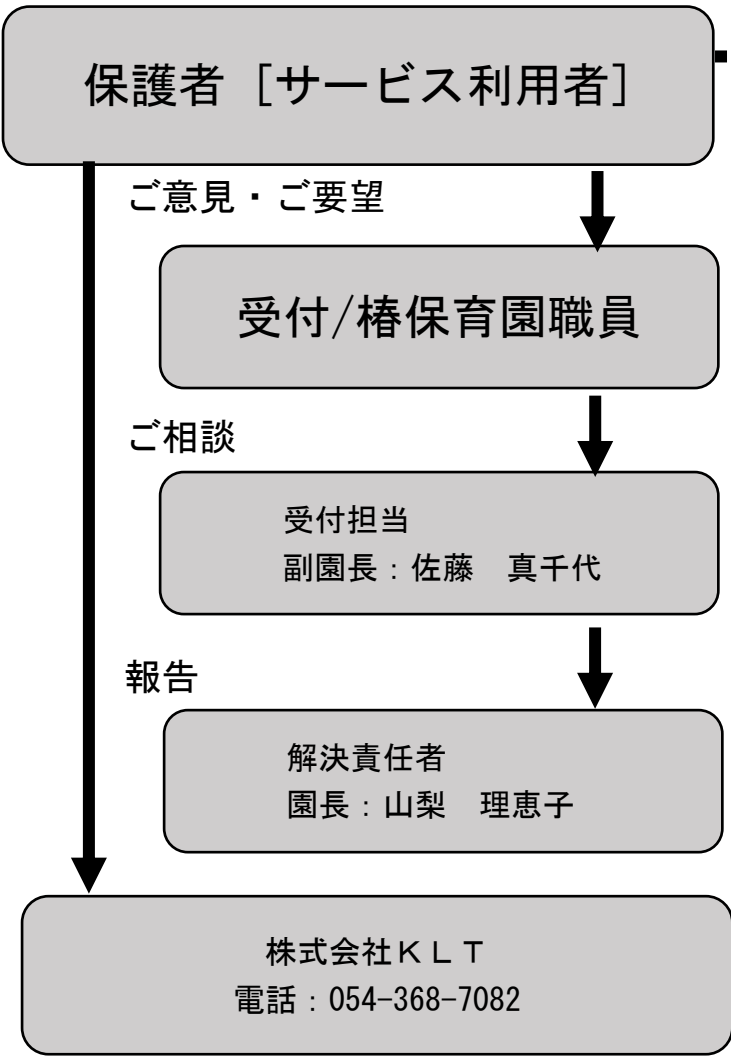 保護者［サービス利用者］
ご意見・ご要望
受付/椿保育園職員
ご相談
受付担当
副園長：佐藤　真千代
報告
解決責任者
園長：山梨　理恵子
株式会社ＫＬＴ
電話：054-368-7082